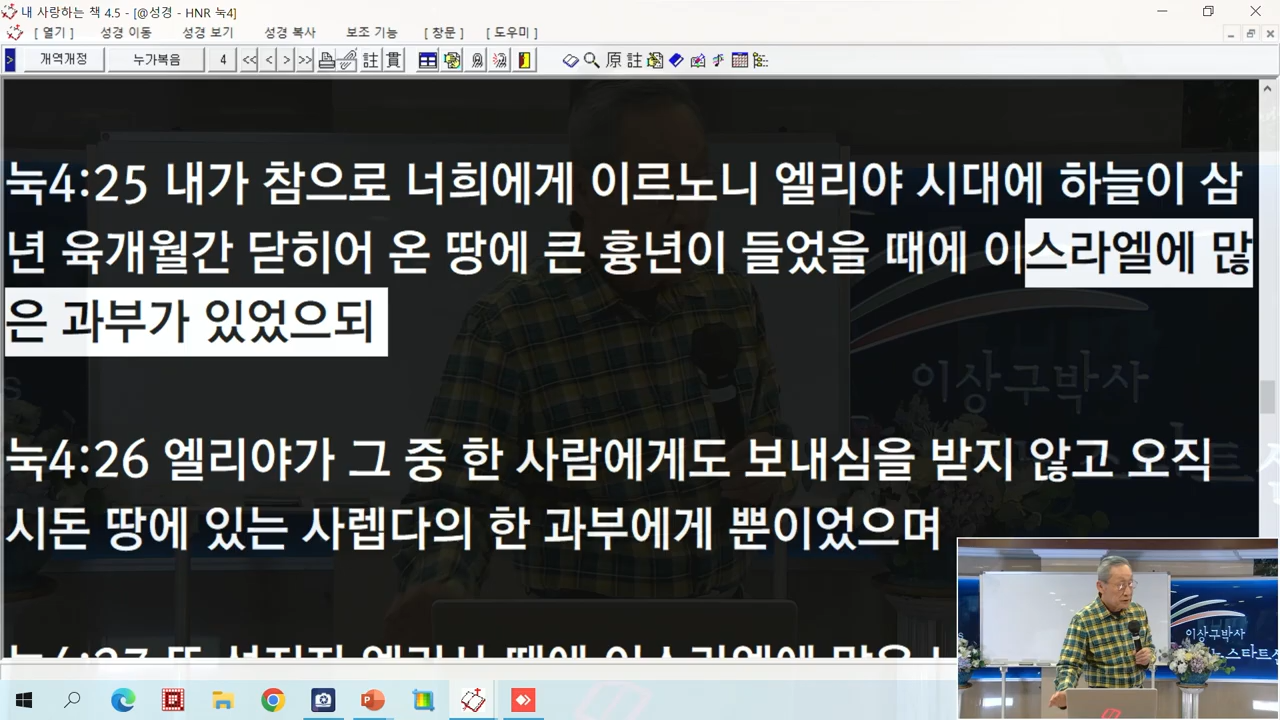 내 사랑하는 책 4.5 - [@성경 - HNR 눅4]
[ 열기 ] 성경 이동 성경 보기 성경 복사 보조 기능 [ 창문 ] [ 도우미 ]
개역개정 누가복음 4 << < > >> 註 貫 原 註
눅4:25 내가 참으로 너희에게 이르노니 엘리야 시대에 하늘이 삼
년 육개월간 닫히어 온 땅에 큰 흉년이 들었을 때에 이스라엘에 많
은 과부가 있었으되
이상구박사
눅4:26 엘리야가 그 중 한 사람에게도 보내심을 받지 않고 오직
시돈 땅에 있는 사렙다의 한 과부에게 뿐이었으며
이상구박사
뉴스타트